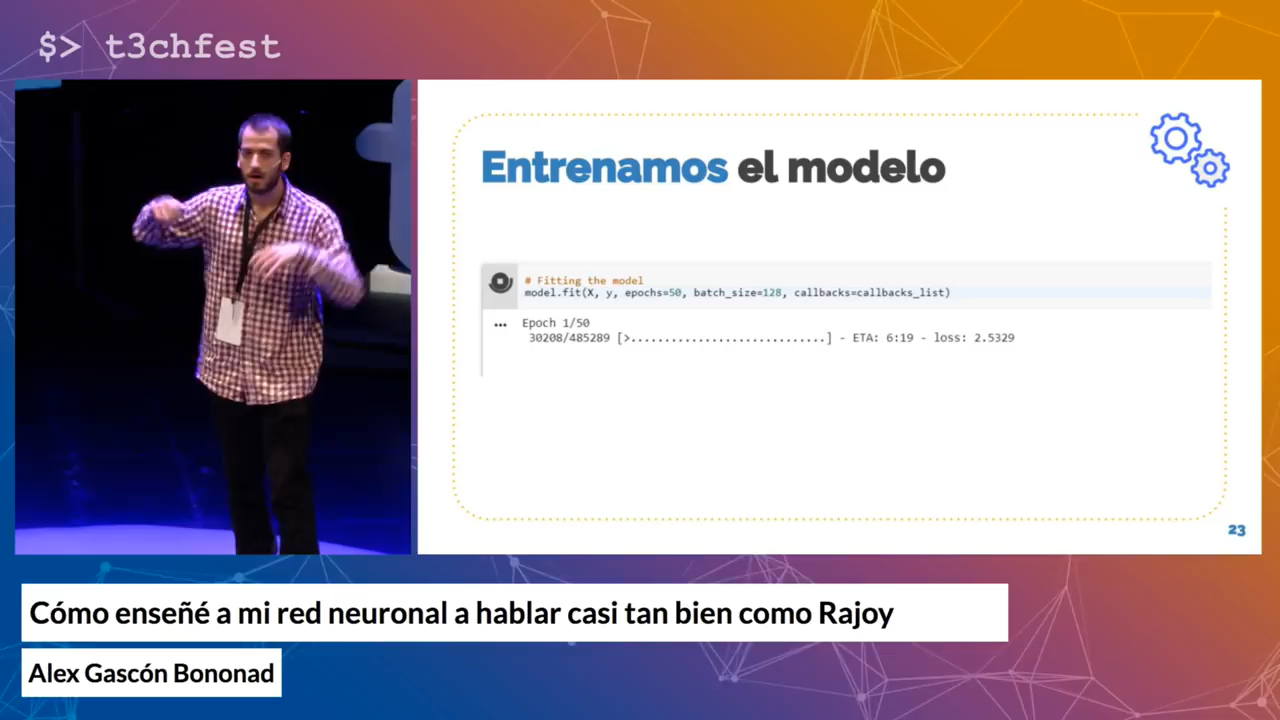 $> t3chfest
Entrenamos el modelo
# Fitting the model
model.fit(X, y, epochs=50, batch_size=128, callbacks=callbacks_list)
Epoch 1/50
30208/485289 [>............................] - ETA: 6:19 - loss: 2.5329
23
Cómo enseñé a mi red neuronal a hablar casi tan bien como Rajoy
Alex Gascón Bononad